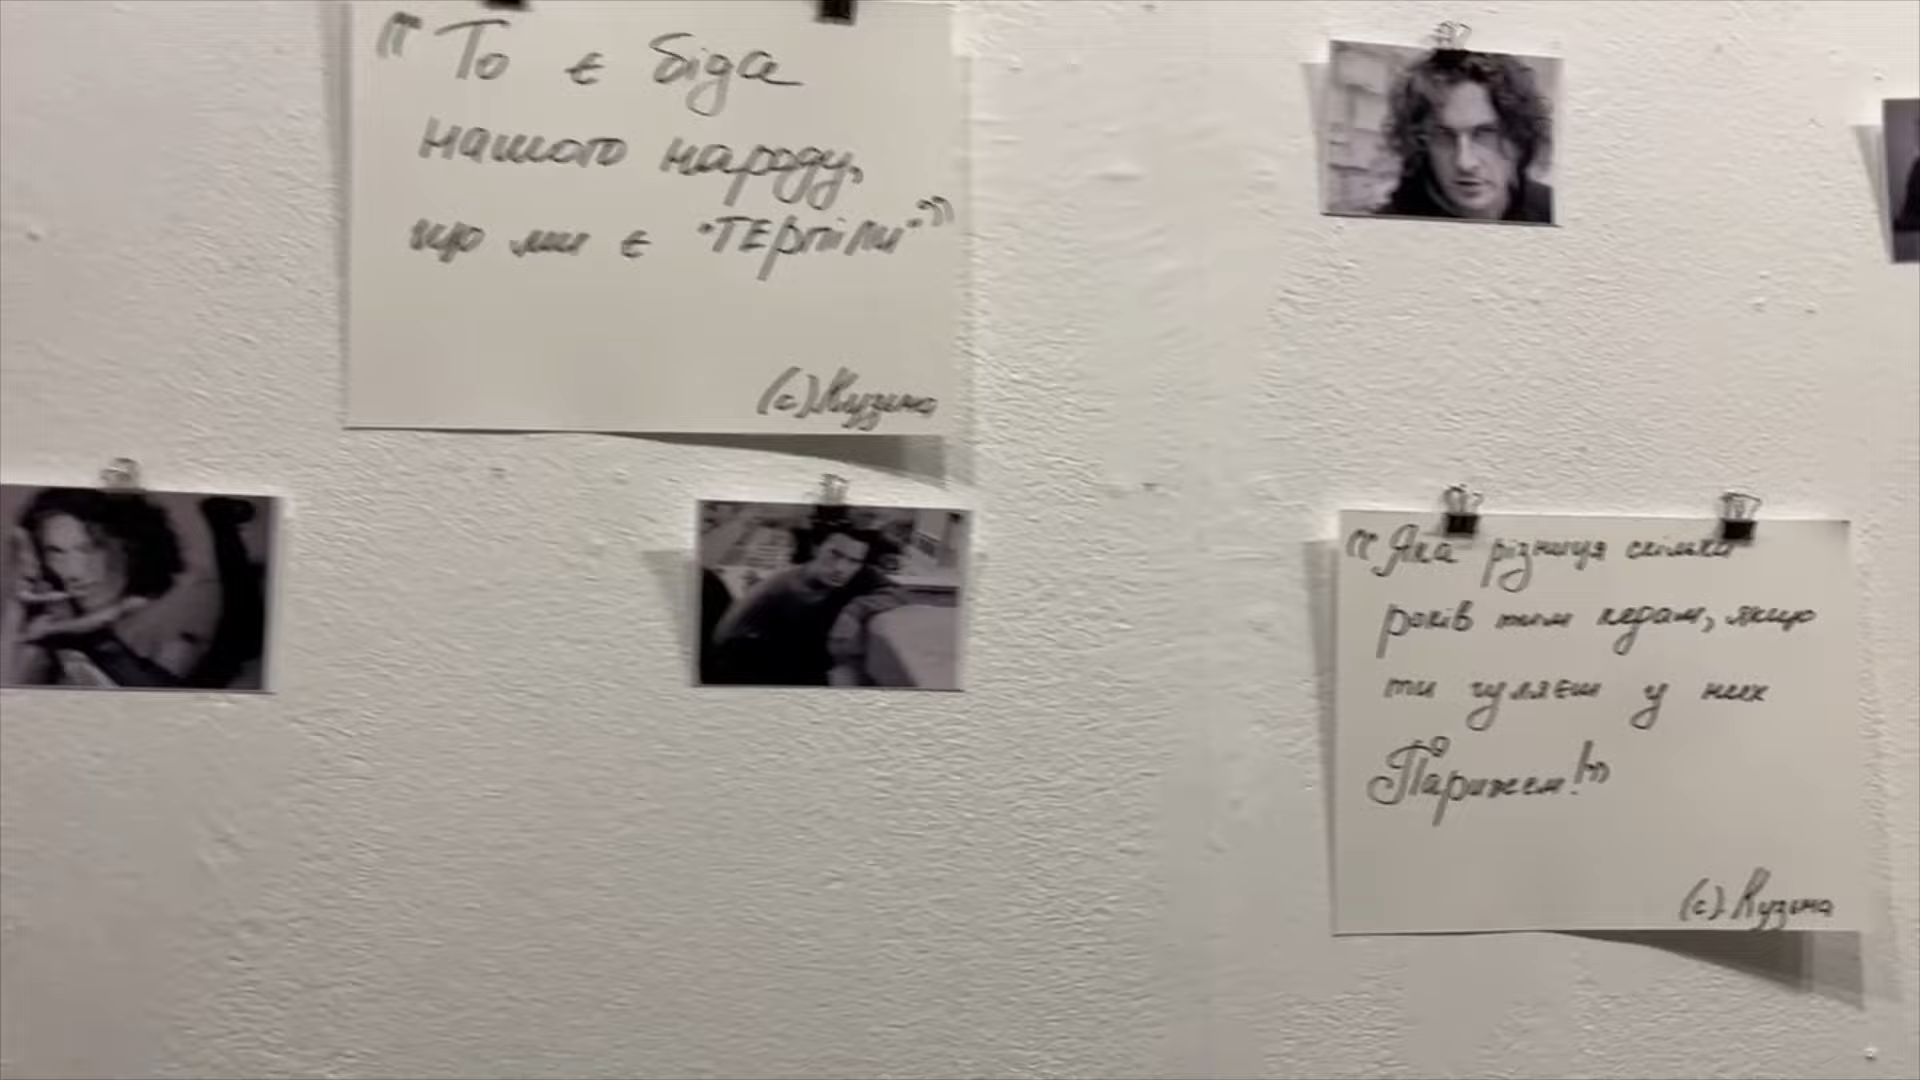 «То є біда
нашого народу,
що ми є "ТЕРпіЛи"»
(с). Кузьма
«Яка різниця скільки
років тим кедам, якщо
ти гуляєш у них
Парижем!»
(с). Кузьма